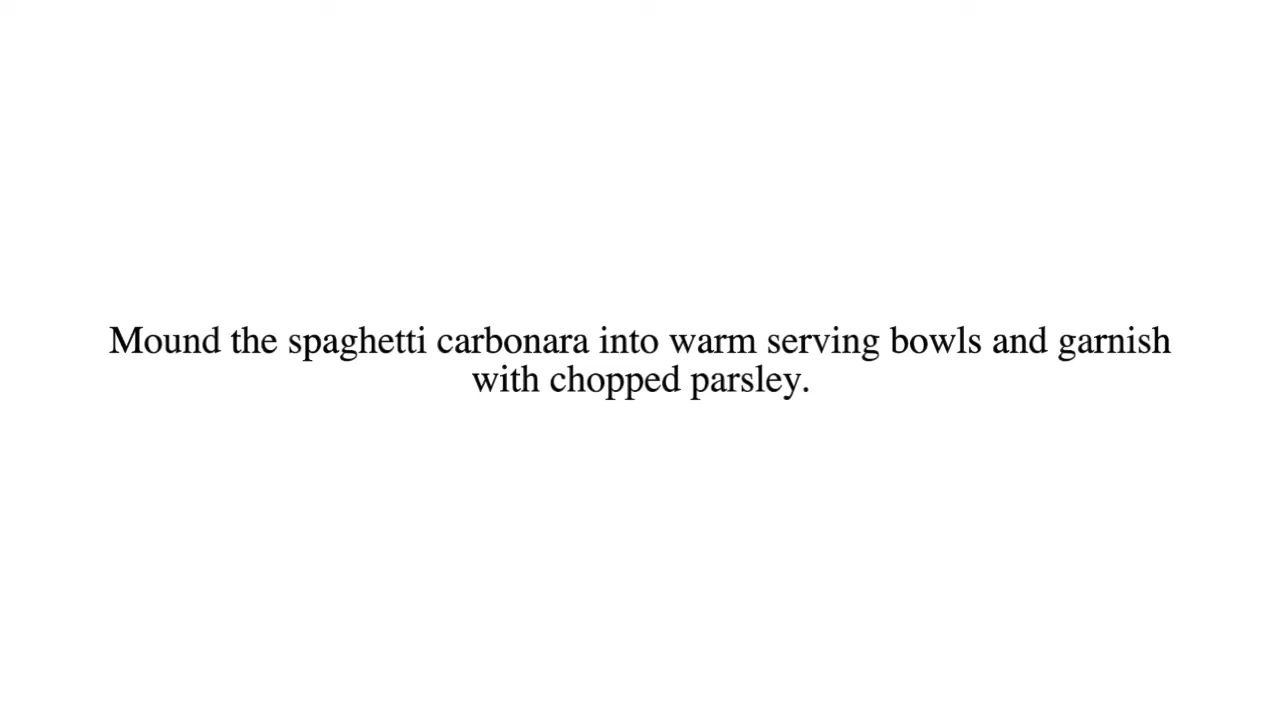 Mound the spaghetti carbonara into warm serving bowls and garnish
with chopped parsley.